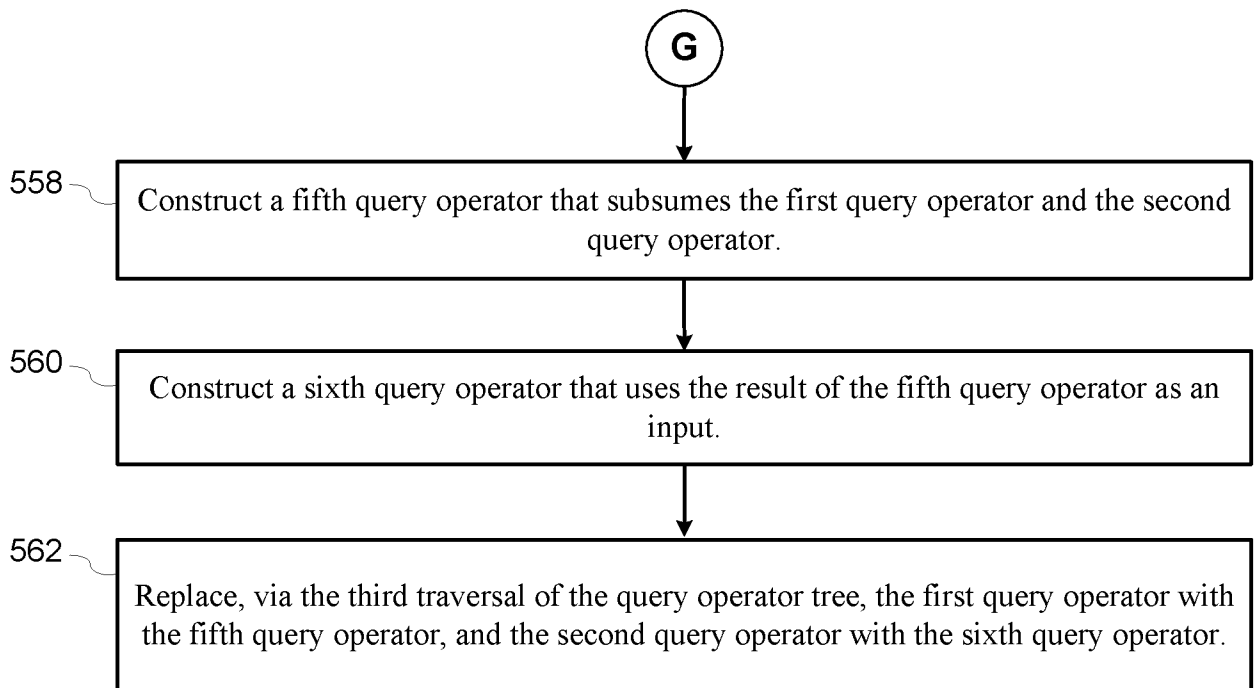 G
558
Construct a fifth query operator that subsumes the first query operator and the second
query operator.
560
Construct a sixth query operator that uses the result of the fifth query operator as an
input.
562
Replace, via the third traversal of the query operator tree, the first query operator with
the fifth query operator, and the second query operator with the sixth query operator.